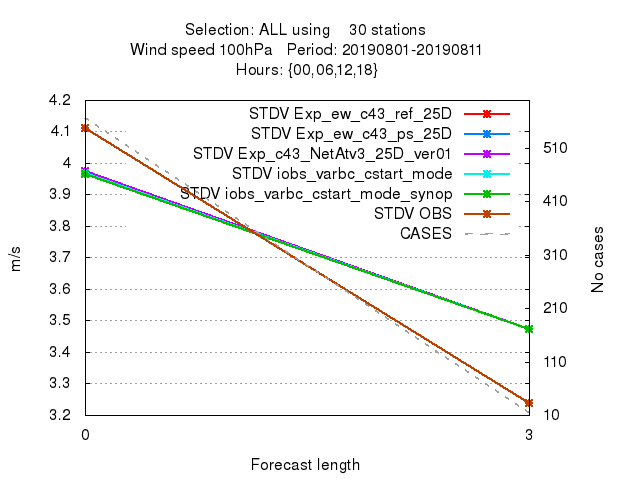 Selection: ALL using    30 stations
Wind speed 100hPa   Period: 20190801-20190811
Hours: {00,06,12,18}
4.2
4.1
4
3.9
3.8
3.7
3.6
3.5
3.4
3.3
3.2
m/s
STDV Exp_ew_c43_ref_25D
STDV Exp_ew_c43_ps_25D
STDV Exp_c43_NetAtv3_25D_ver01
STDV iobs_varbc_cstart_mode
STDV iobs_varbc_cstart_mode_synop
STDV OBS
CASES
510
410
310
210
110
10
No cases
0
3
Forecast length